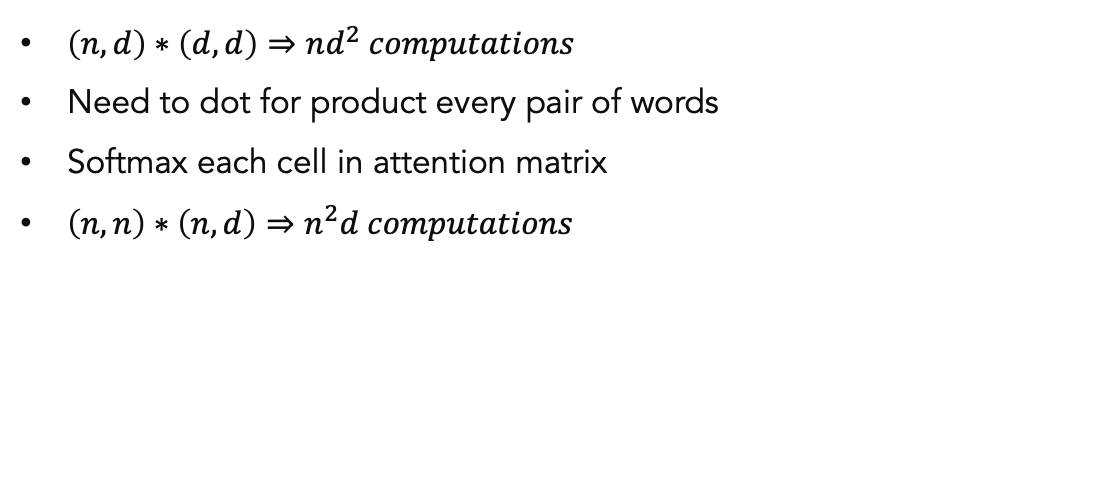 • (n, d) ∗ (d, d) ⇒ nd² computations
• Need to dot for product every pair of words
• Softmax each cell in attention matrix
• (n, n) ∗ (n, d) ⇒ n²d computations